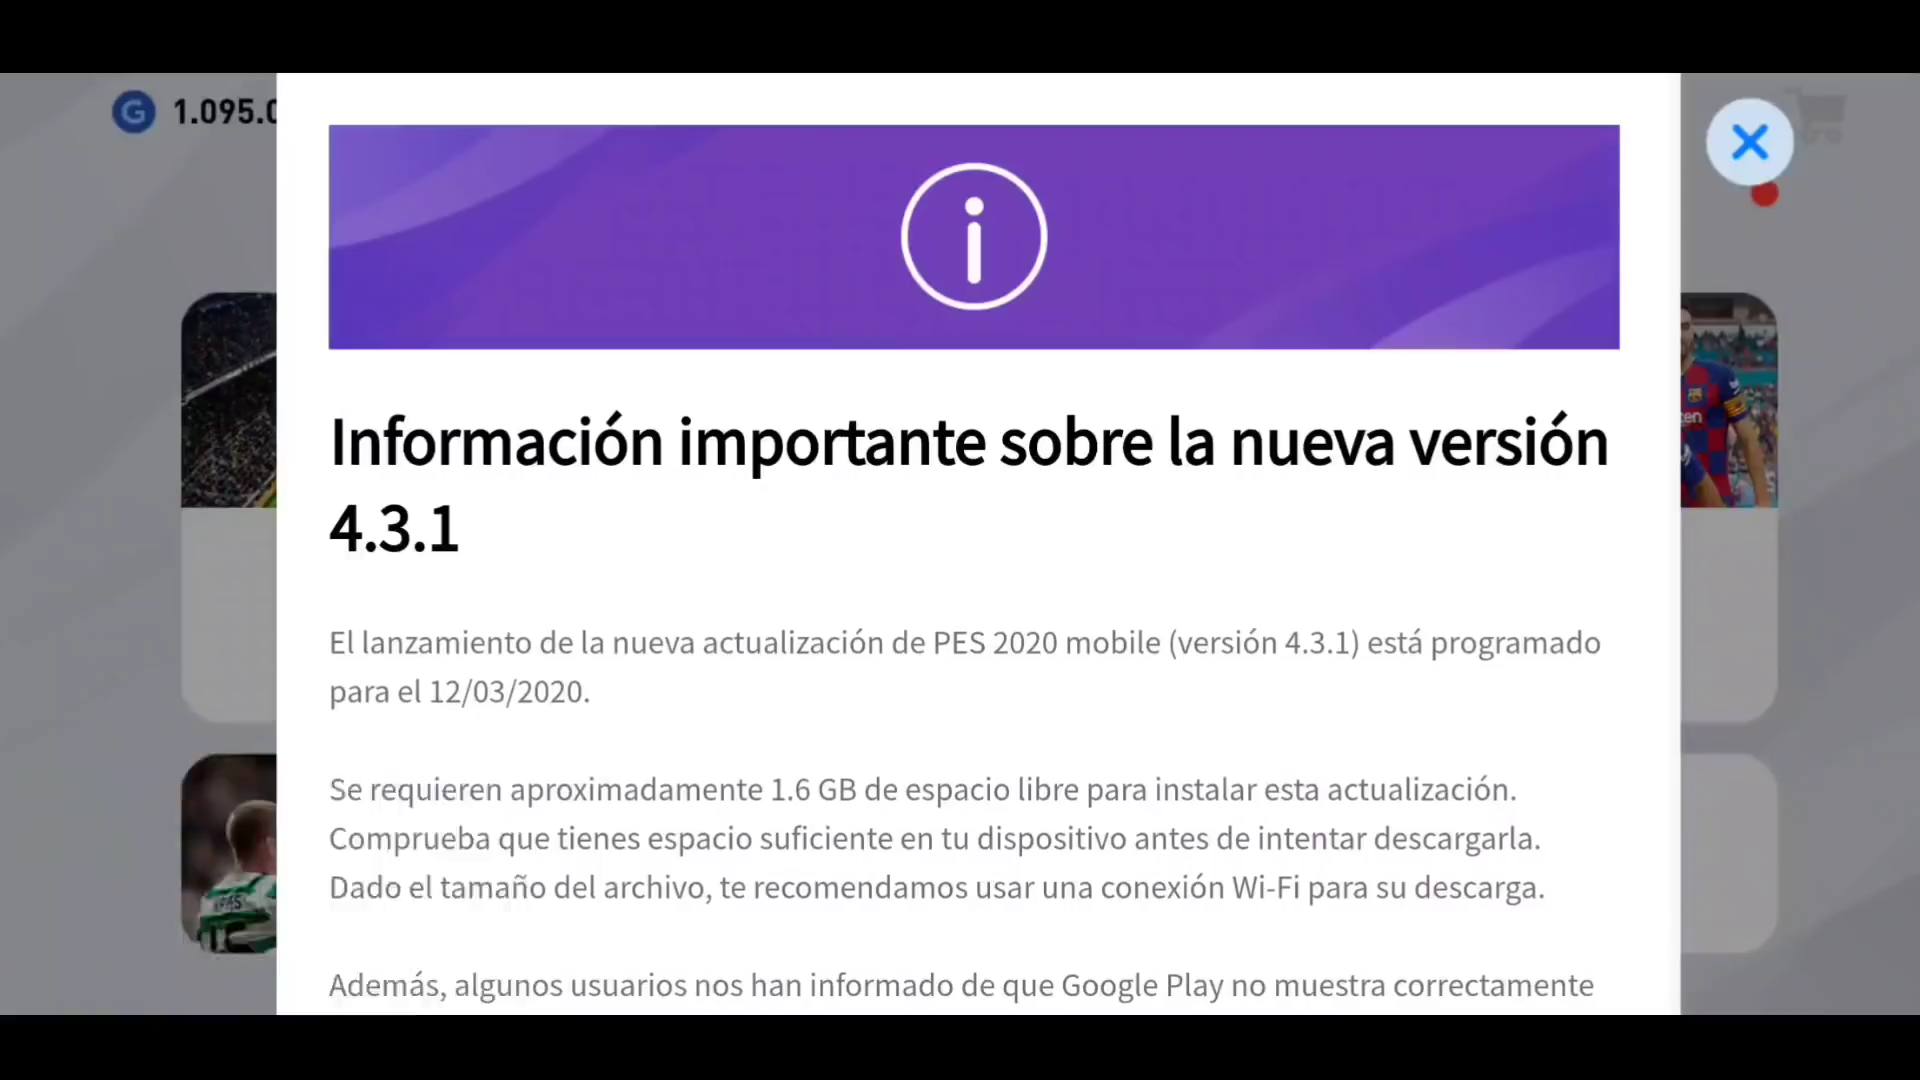 G 1.095.0
Información importante sobre la nueva versión
4.3.1
El lanzamiento de la nueva actualización de PES 2020 mobile (versión 4.3.1) está programado
para el 12/03/2020.
Se requieren aproximadamente 1.6 GB de espacio libre para instalar esta actualización.
Comprueba que tienes espacio suficiente en tu dispositivo antes de intentar descargarla.
Dado el tamaño del archivo, te recomendamos usar una conexión Wi-Fi para su descarga.
Además, algunos usuarios nos han informado de que Google Play no muestra correctamente